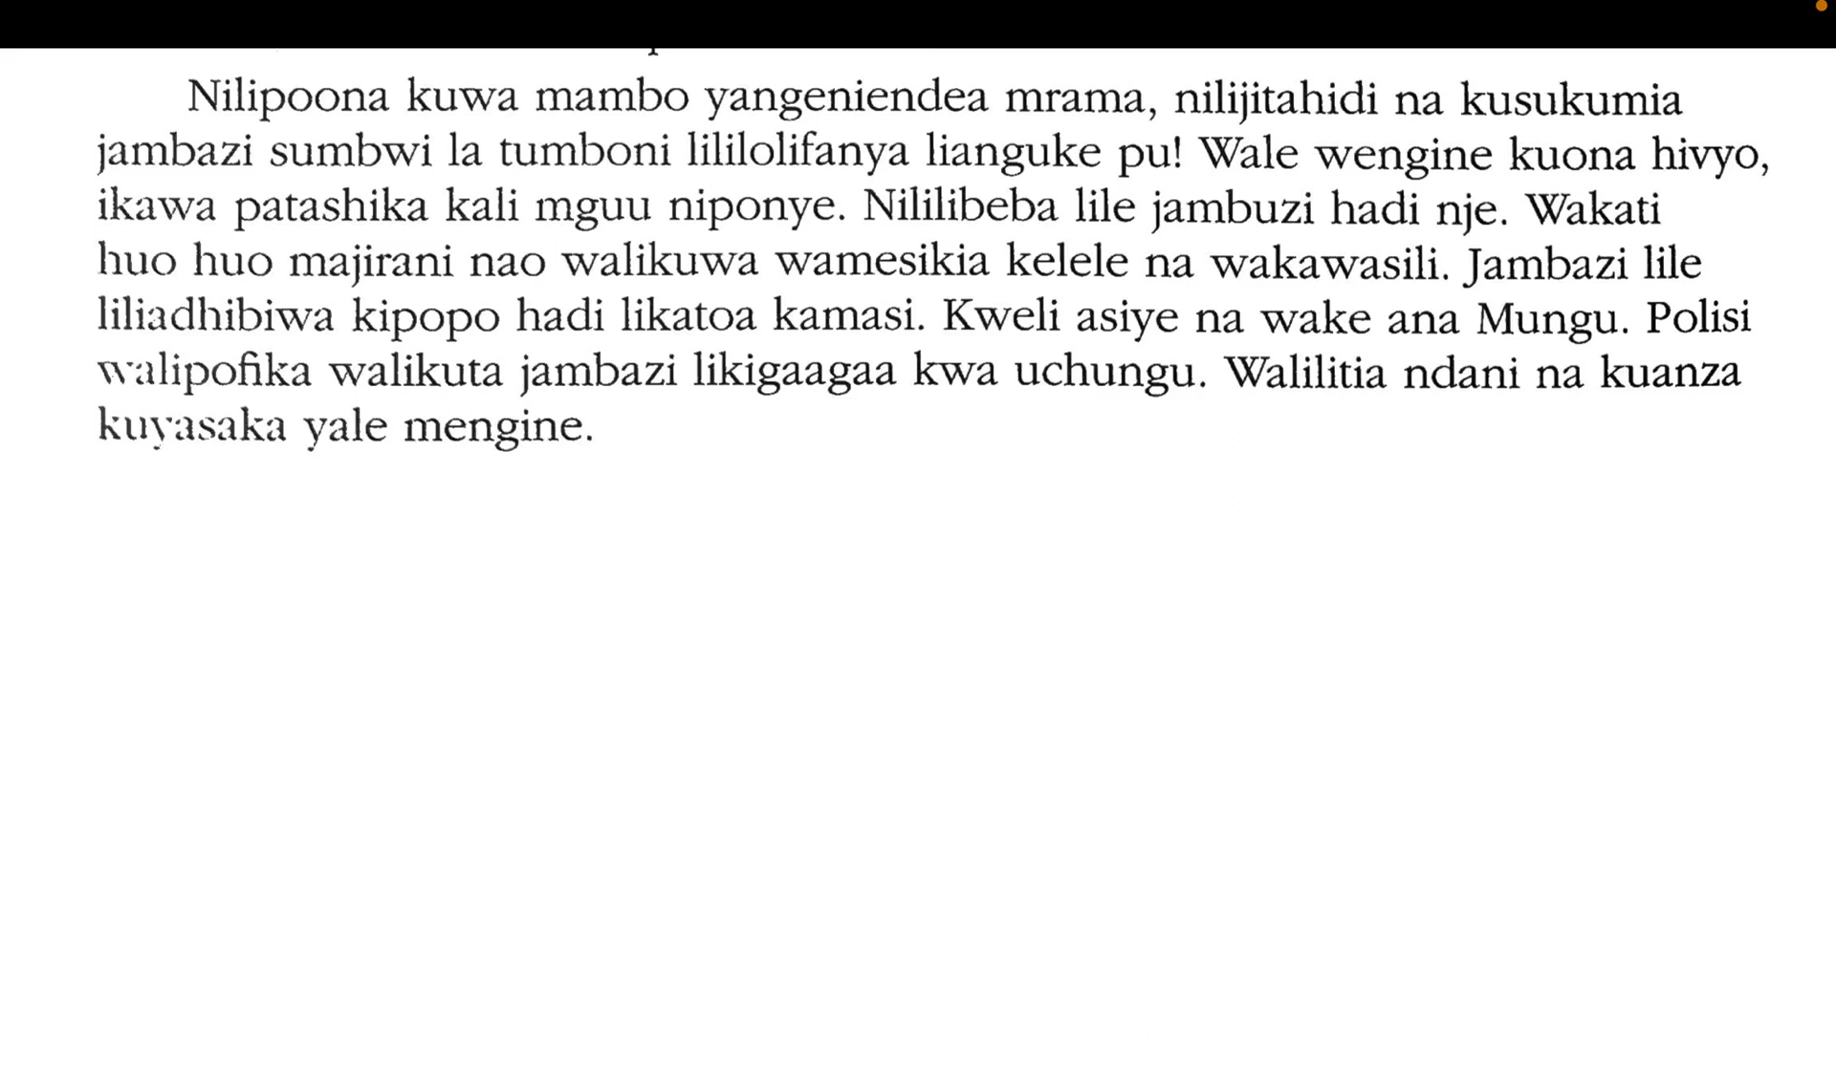 Nilipoona kuwa mambo yangeniendea mrama, nilijitahidi na kusukumia
jambazi sumbwi la tumboni lililolifanya lianguke pu! Wale wengine kuona hivyo,
ikawa patashika kali mguu niponye. Nililibeba lile jambuzi hadi nje. Wakati
huo huo majirani nao walikuwa wamesikia kelele na wakawasili. Jambazi lile
liliadhibiwa kipopo hadi likatoa kamasi. Kweli asiye na wake ana Mungu. Polisi
walipofika walikuta jambazi likigaagaa kwa uchungu. Walilitia ndani na kuanza
kuyasaka yale mengine.